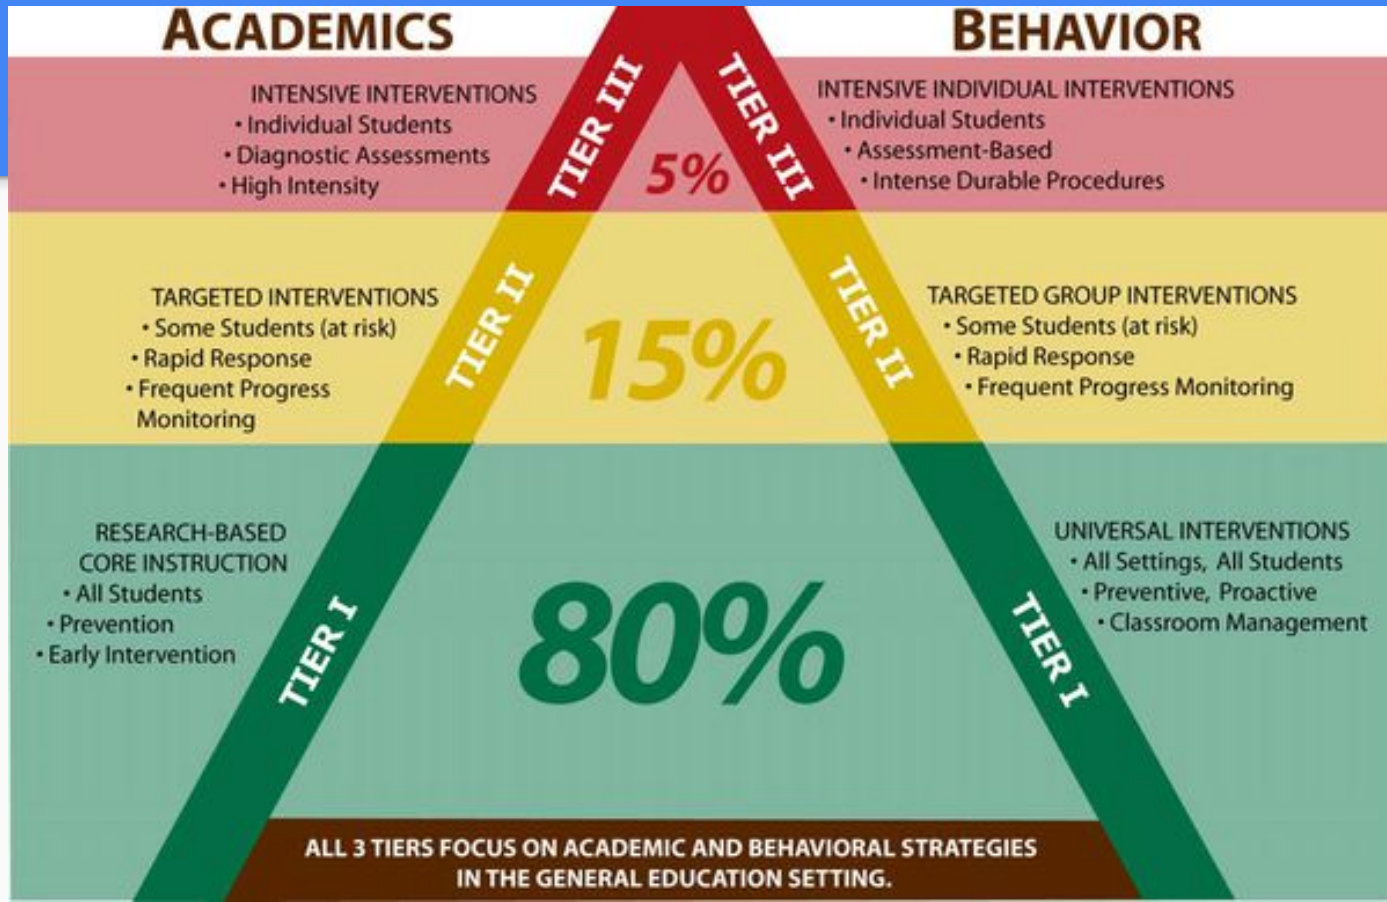 ACADEMICS
BEHAVIOR
INTENSIVE INTERVENTIONS
• Individual Students
• Diagnostic Assessments
• High Intensity
TIER III
5%
TIER III
INTENSIVE INDIVIDUAL INTERVENTIONS
• Individual Students
• Assessment-Based
• Intense Durable Procedures
TARGETED INTERVENTIONS
• Some Students (at risk)
• Rapid Response
• Frequent Progress
Monitoring
TIER II
15%
TIER II
TARGETED GROUP INTERVENTIONS
• Some Students (at risk)
• Rapid Response
• Frequent Progress Monitoring
RESEARCH-BASED
CORE INSTRUCTION
• All Students
• Prevention
• Early Intervention
TIER I
80%
TIER I
UNIVERSAL INTERVENTIONS
• All Settings, All Students
• Preventive, Proactive
• Classroom Management
ALL 3 TIERS FOCUS ON ACADEMIC AND BEHAVIORAL STRATEGIES
IN THE GENERAL EDUCATION SETTING.